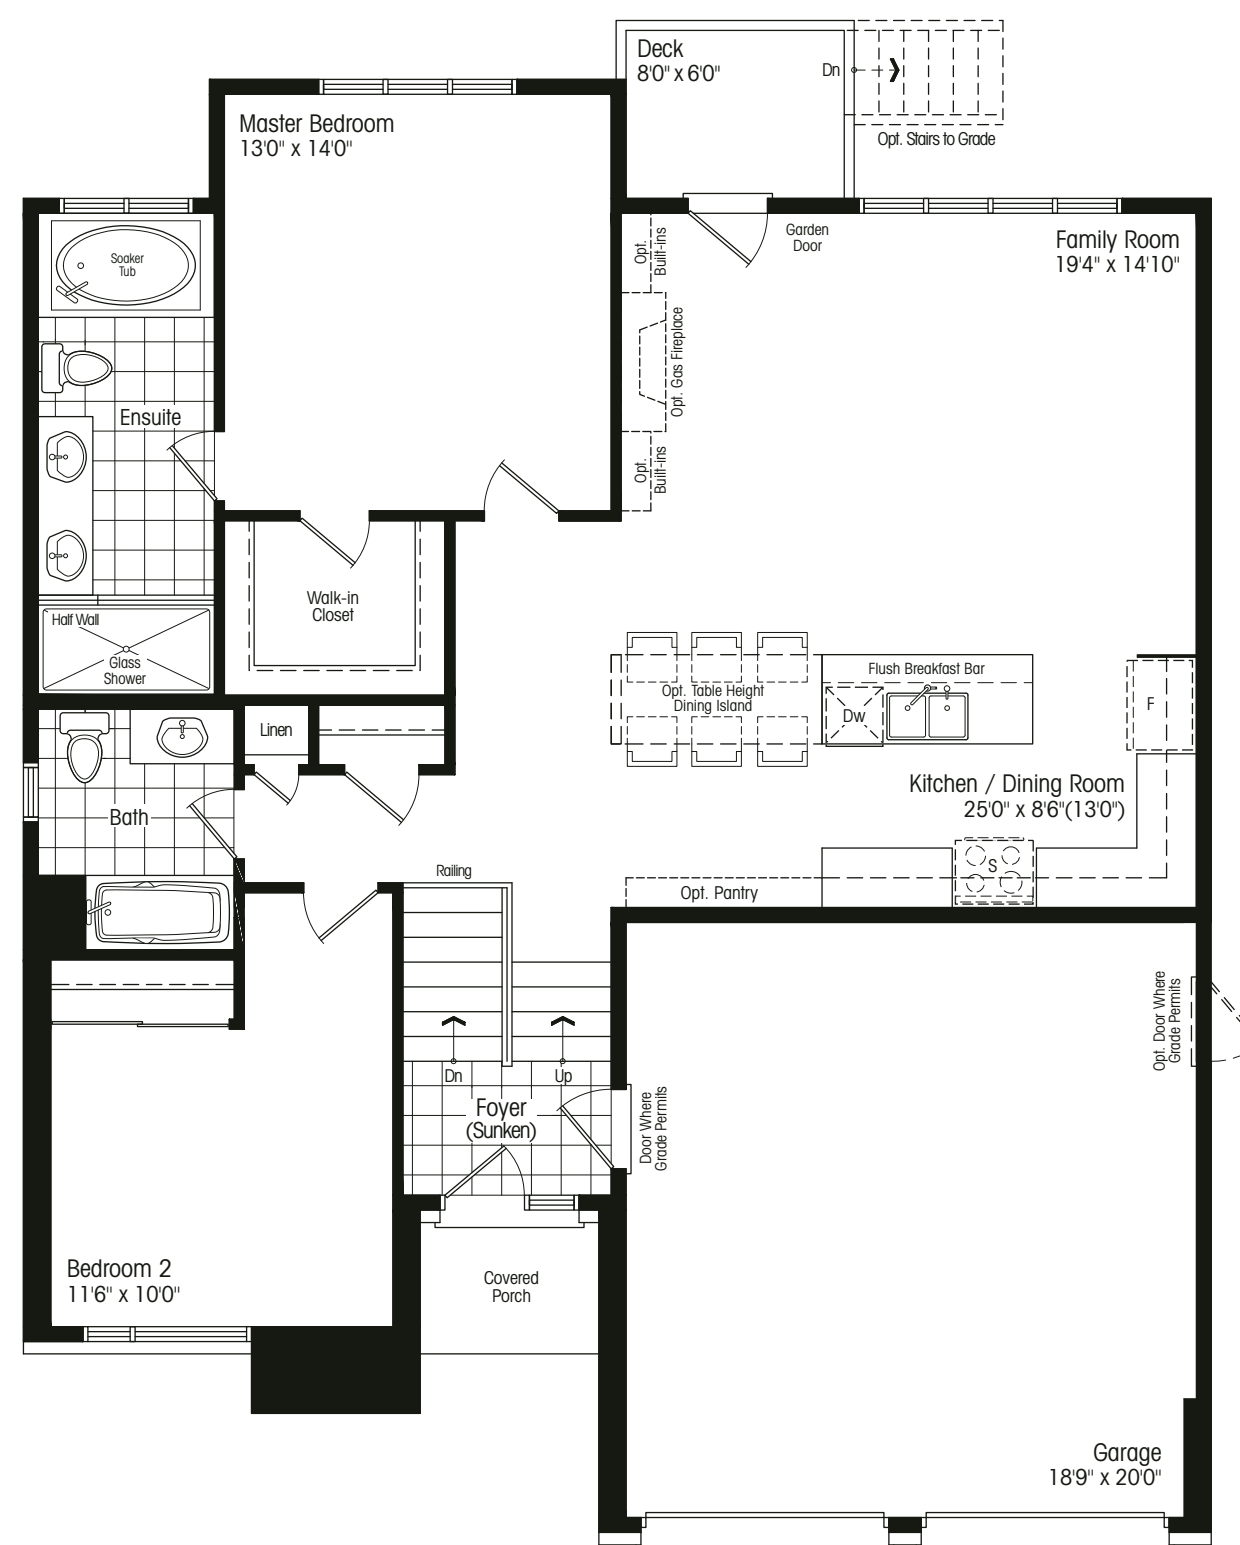 Deck
8'0" x 6'0"
Dn
Opt. Stairs to Grade
Master Bedroom
13'0" x 14'0"
Garden
Door
Family Room
19'4" x 14'10"
Opt.
Built-ins
Soaker
Tub
Opt. Gas Fireplace
Ensuite
Opt.
Built-ins
Walk-in
Closet
Half Wall
Glass
Shower
Flush Breakfast Bar
Opt. Table Height
Dining Island
Dw
F
Linen
Kitchen / Dining Room
25'0" x 8'6"(13'0")
Bath
S
Railing
Opt. Pantry
Opt. Door Where
Grade Permits
Dn
Up
Foyer
(Sunken)
Door Where
Grade Permits
Bedroom 2
11'6" x 10'0"
Covered
Porch
Garage
18'9" x 20'0"